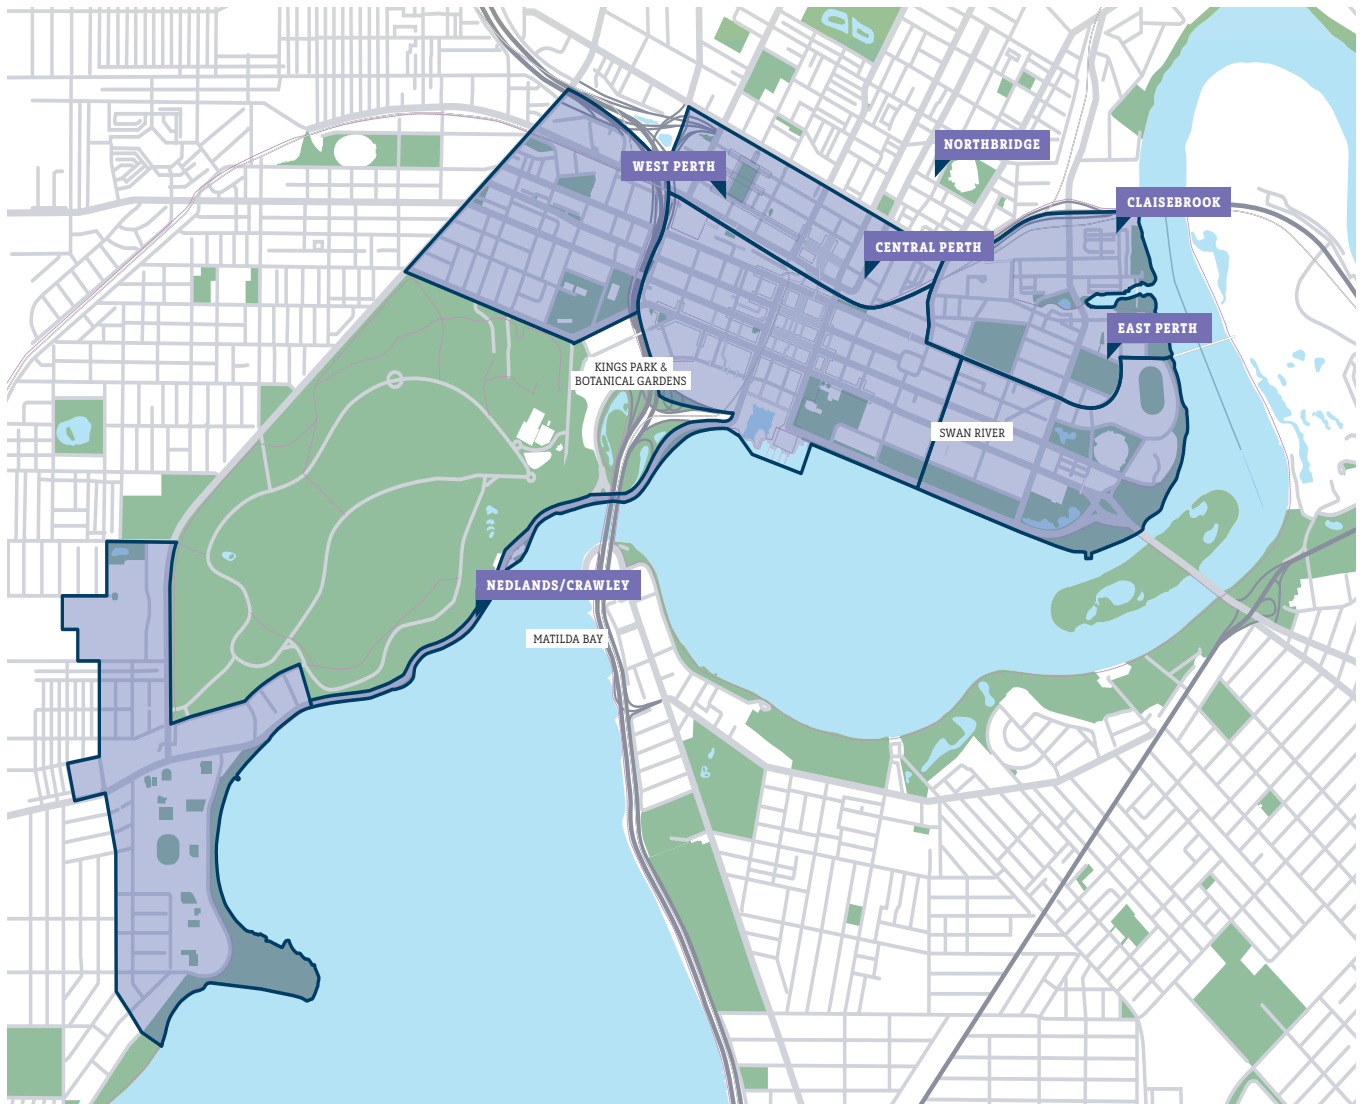 NORTHBRIDGE
WEST PERTH
CLAISEBROOK
CENTRAL PERTH
EAST PERTH
KINGS PARK &
BOTANICAL GARDENS
SWAN RIVER
NEDLANDS/CRAWLEY
MATILDA BAY